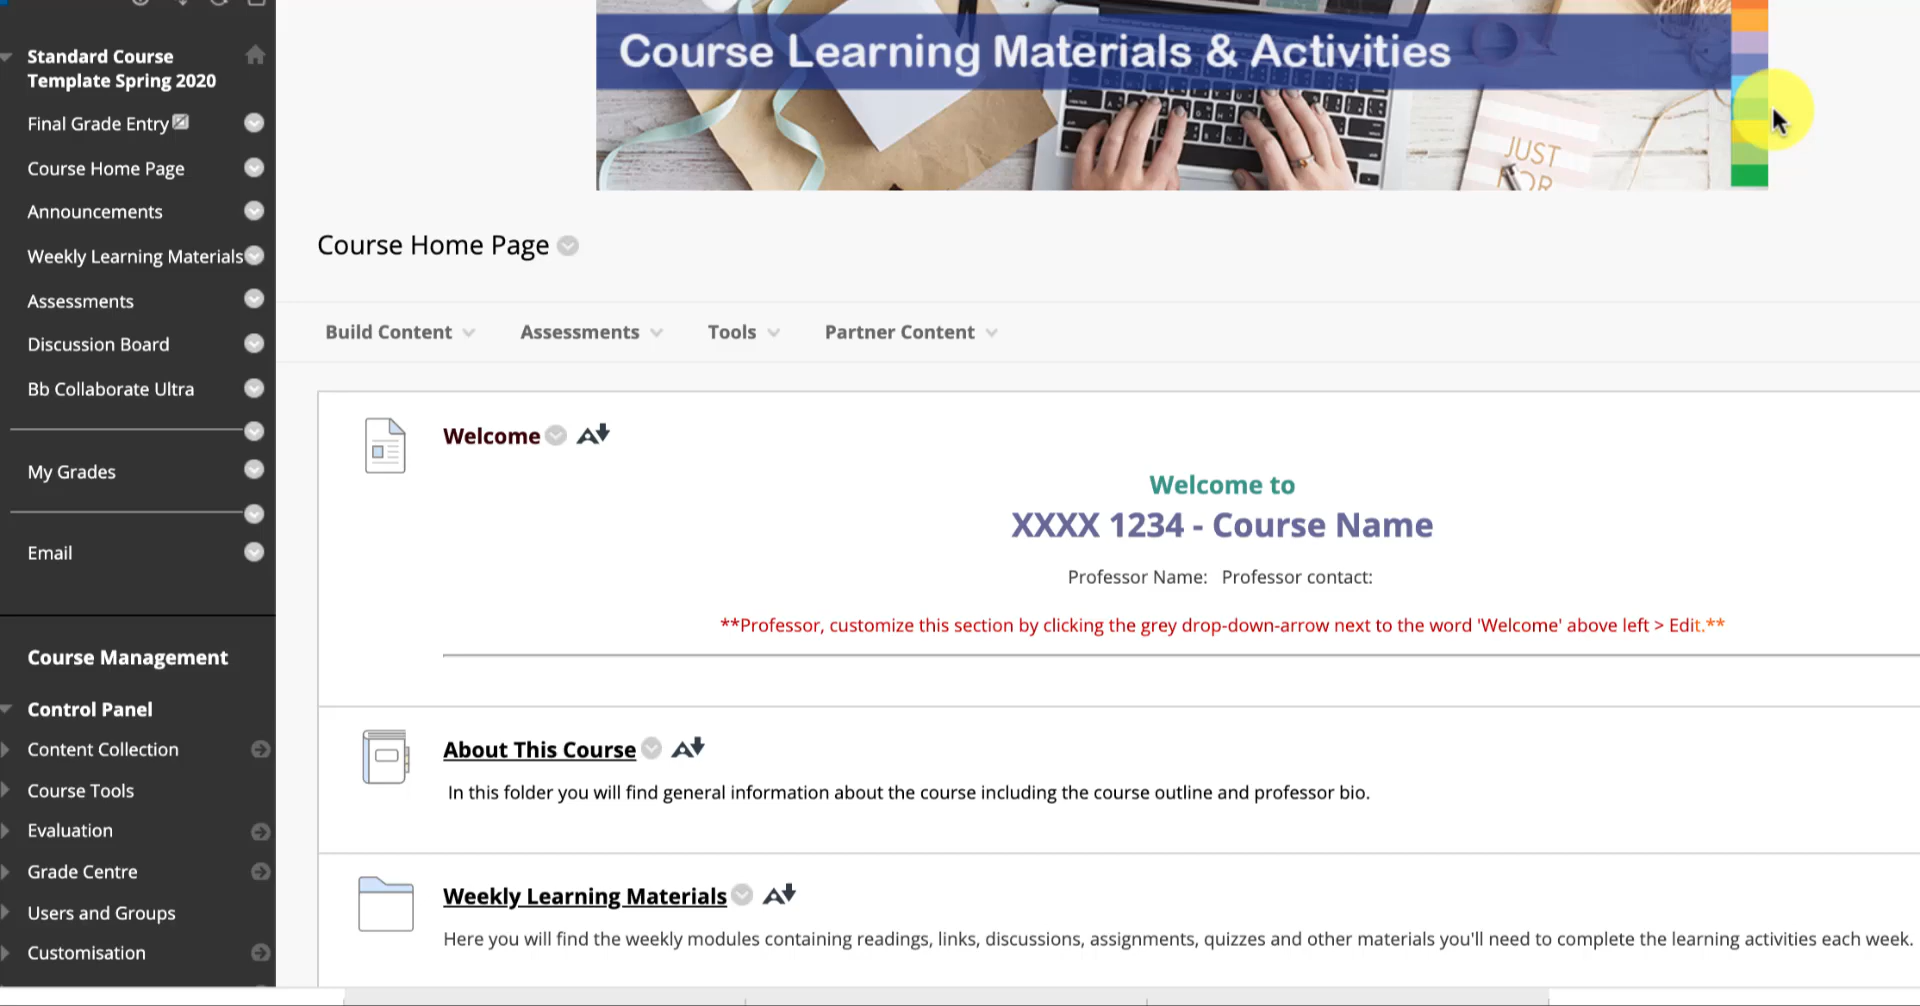 Course Learning Materials & Activities
JUST
FOR
Standard Course
Template Spring 2020
Final Grade Entry
Course Home Page
Announcements
Weekly Learning Materials
Assessments
Discussion Board
Bb Collaborate Ultra
My Grades
Email
Course Management
Control Panel
Content Collection
Course Tools
Evaluation
Grade Centre
Users and Groups
Customisation
Course Home Page
Build Content Assessments Tools Partner Content
Welcome
Welcome to
XXXX 1234 - Course Name
Professor Name: Professor contact:
**Professor, customize this section by clicking the grey drop-down-arrow next to the word 'Welcome' above left > Edit.**
About This Course
In this folder you will find general information about the course including the course outline and professor bio.
Weekly Learning Materials
Here you will find the weekly modules containing readings, links, discussions, assignments, quizzes and other materials you'll need to complete the learning activities each week.